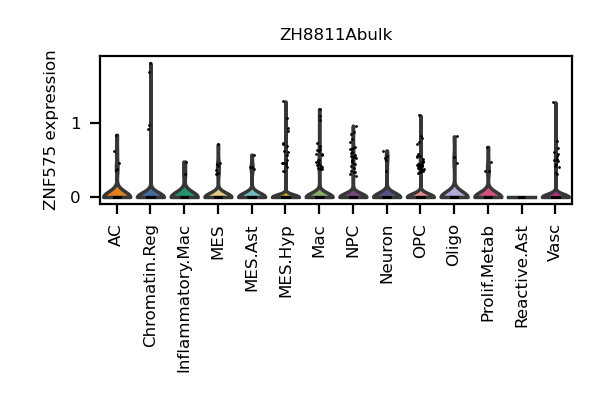 ZH8811Abulk
ZNF575 expression
1
0
AC
Chromatin.Reg
Inflammatory.Mac
MES
MES.Ast
MES.Hyp
Mac
NPC
Neuron
OPC
Oligo
Prolif.Metab
Reactive.Ast
Vasc